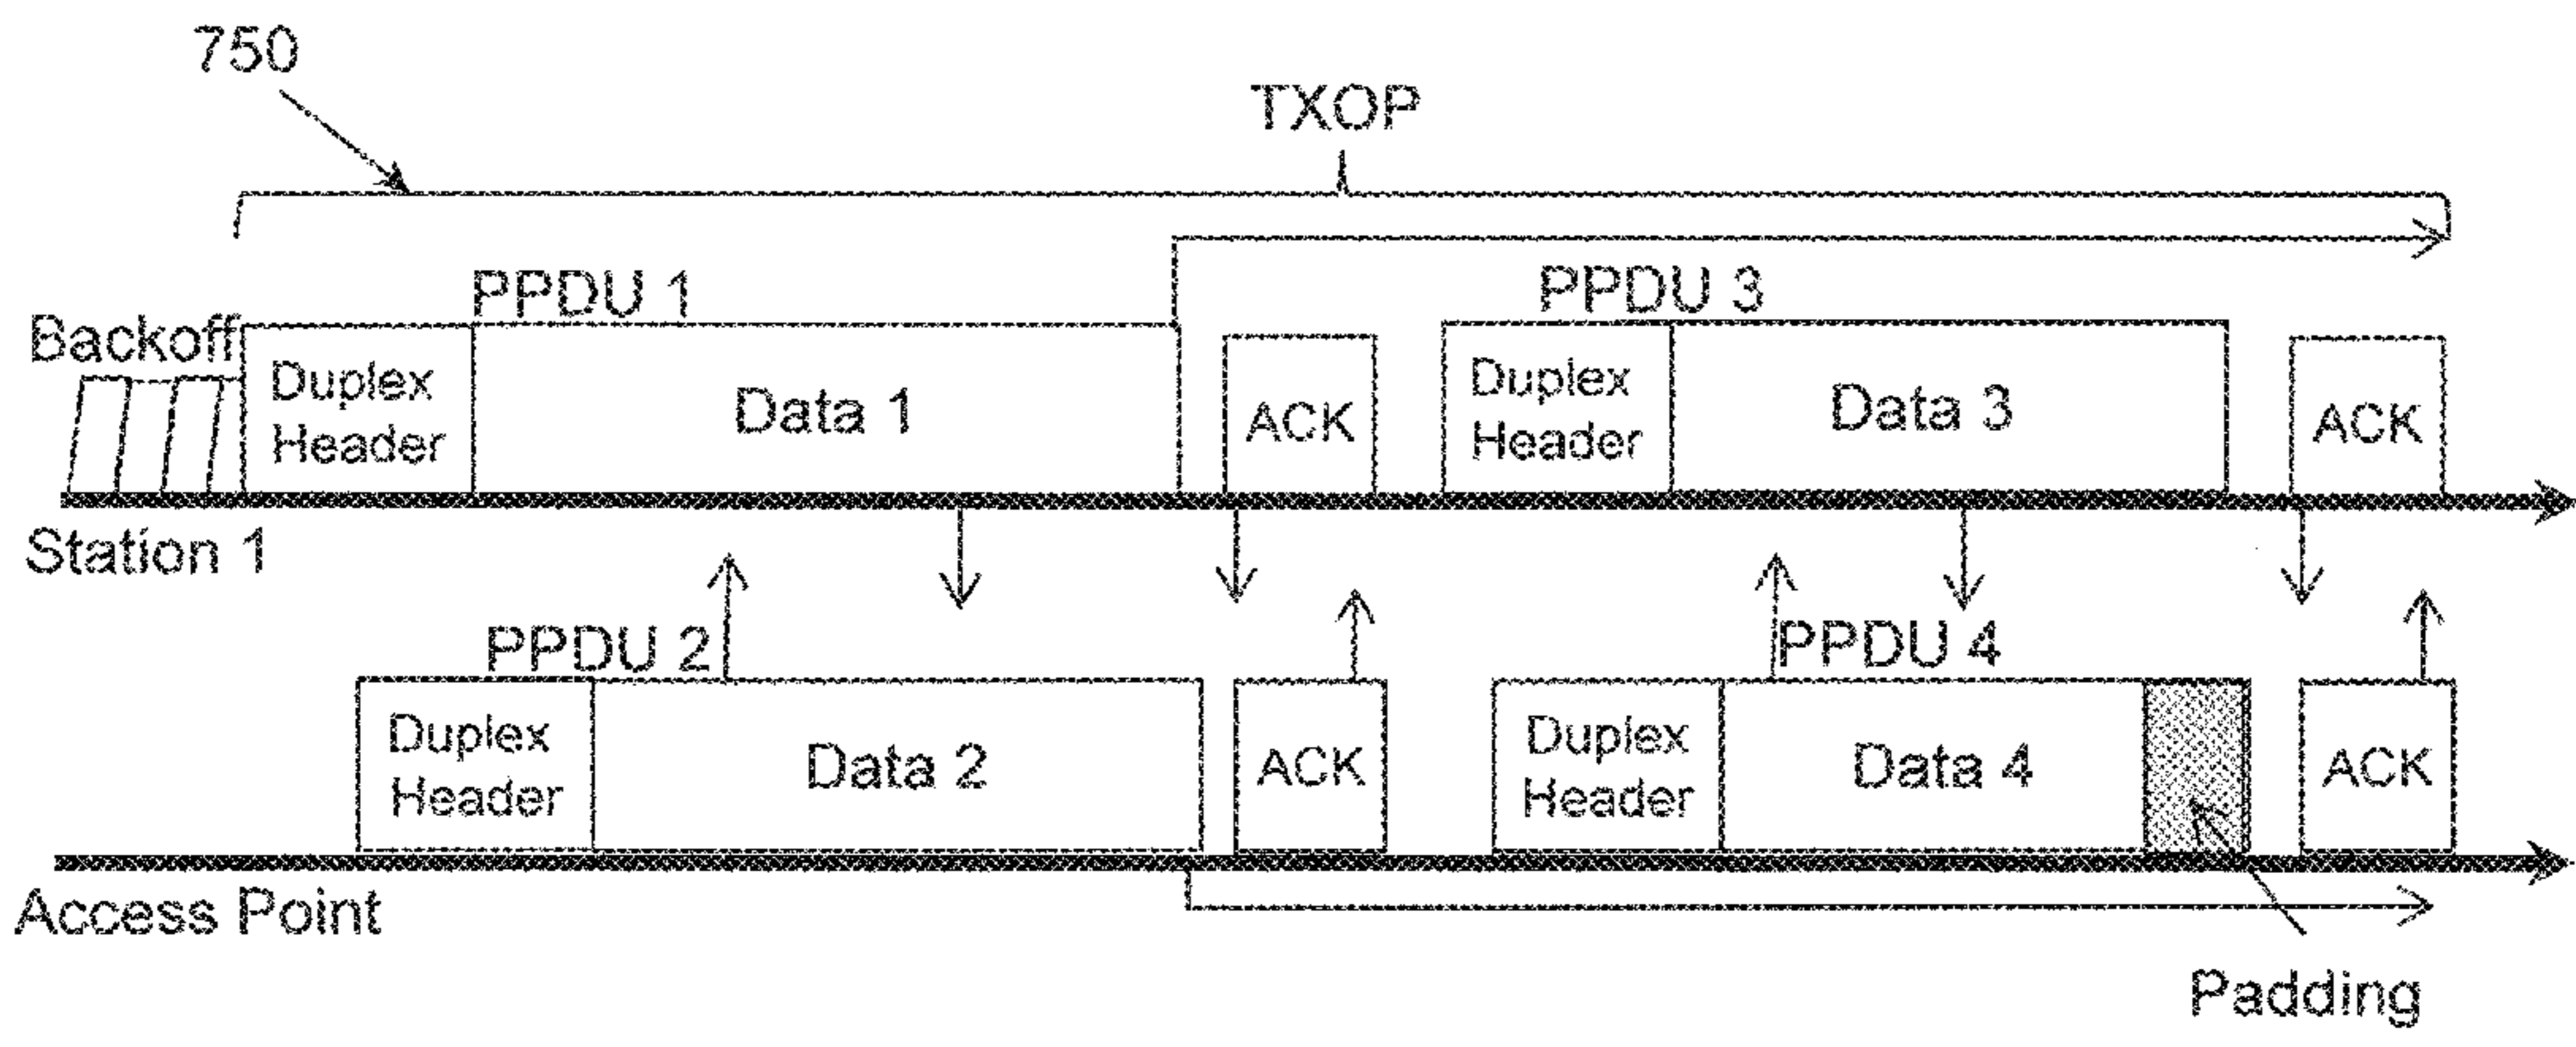 750
TXOP
PPDU 1
PPDU 3
Backoff
Duplex
Header
Data 1
ACK
Duplex
Header
Data 3
ACK
Station 1
PPDU 2
PPDU 4
Duplex
Header
Data 2
ACK
Duplex
Header
Data 4
ACK
Access Point
Padding